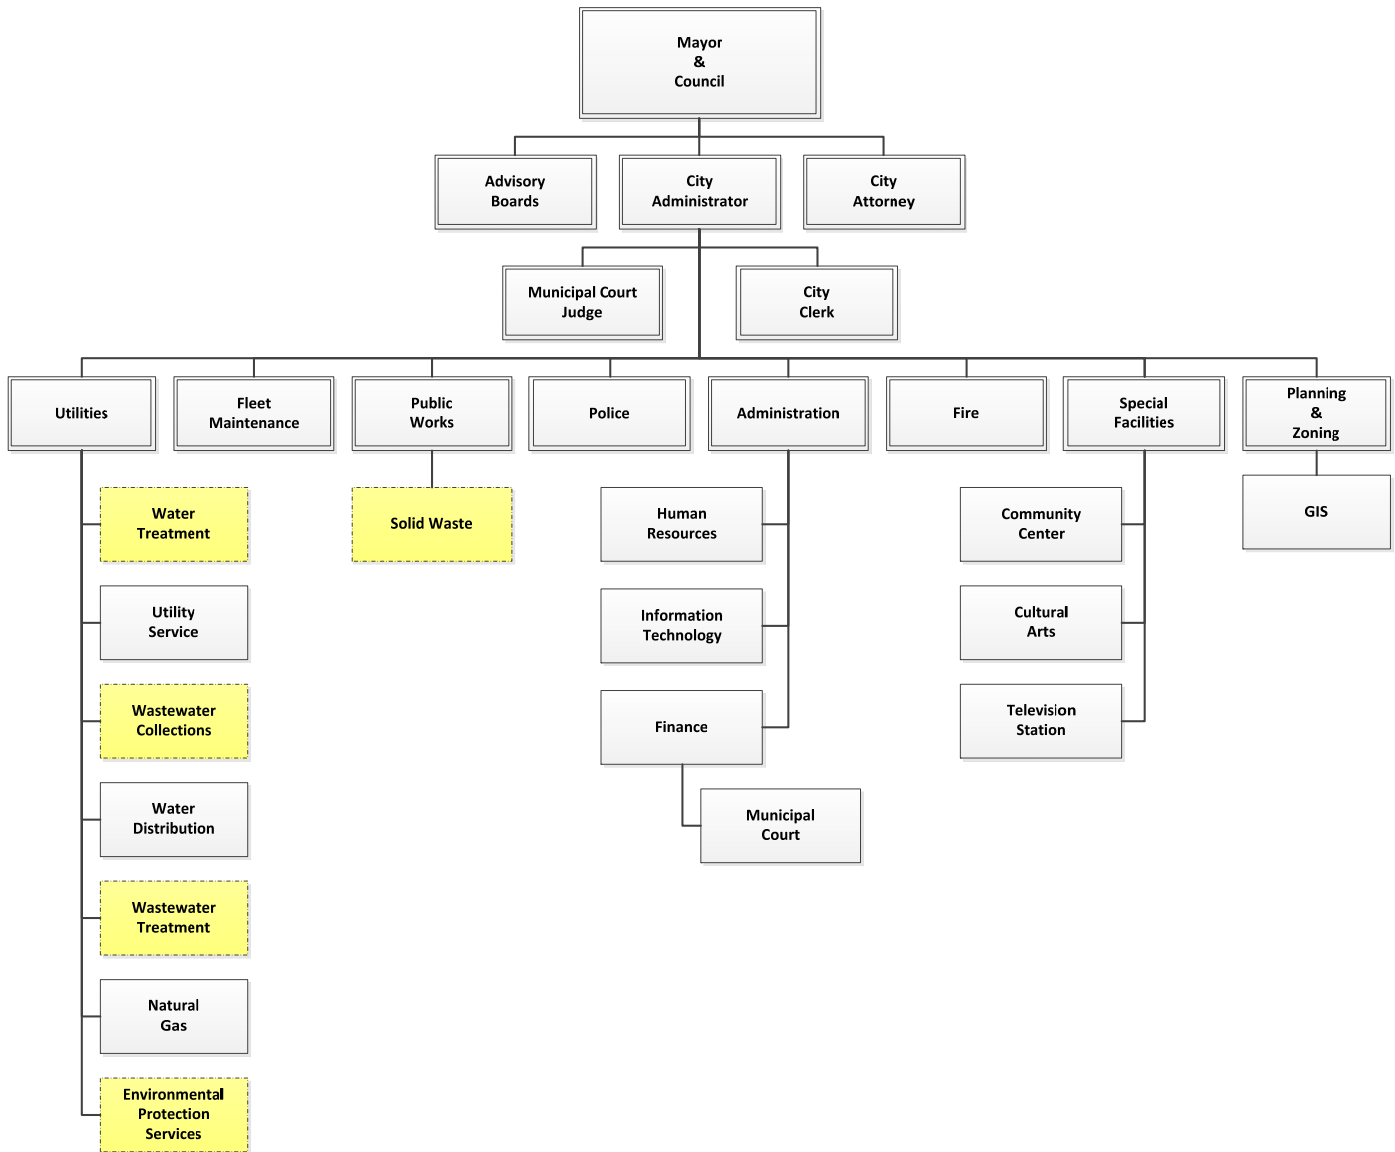 Mayor
&
Council
Advisory
Boards
City
Administrator
City
Attorney
Municipal Court
Judge
City
Clerk
Utilities
Fleet
Maintenance
Public
Works
Police
Administration
Fire
Special
Facilities
Planning
&
Zoning
Water
Treatment
Solid Waste
Human
Resources
Community
Center
GIS
Utility
Service
Information
Technology
Cultural
Arts
Wastewater
Collections
Finance
Television
Station
Water
Distribution
Municipal
Court
Wastewater
Treatment
Natural
Gas
Environmental
Protection
Services